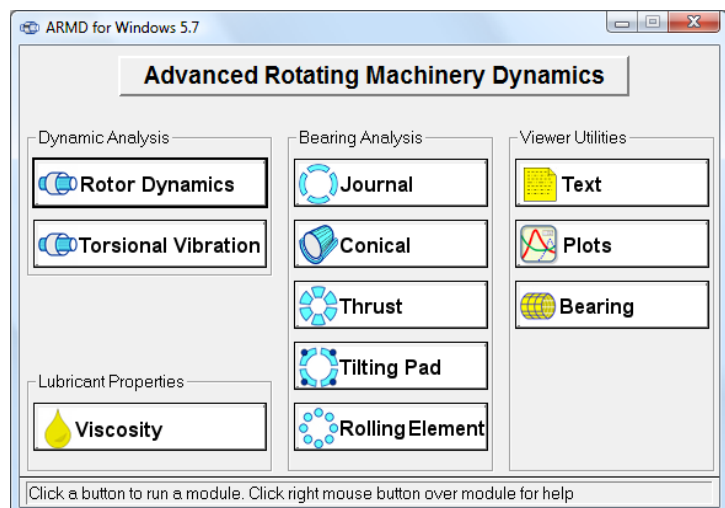 ARMD for Windows 5.7
Advanced Rotating Machinery Dynamics
Dynamic Analysis
Rotor Dynamics
Torsional Vibration
Lubricant Properties
Viscosity
Bearing Analysis
Journal
Conical
Thrust
Tilting Pad
Rolling Element
Viewer Utilities
Text
Plots
Bearing
Click a button to run a module. Click right mouse button over module for help